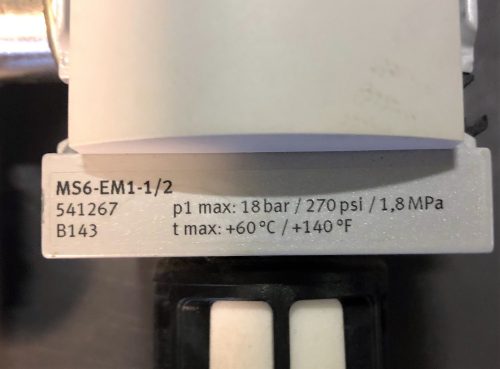 MS6-EM1-1/2
541267 p1 max: 18 bar / 270 psi / 1,8 MPa
B143 t max: +60 °C / +140 °F